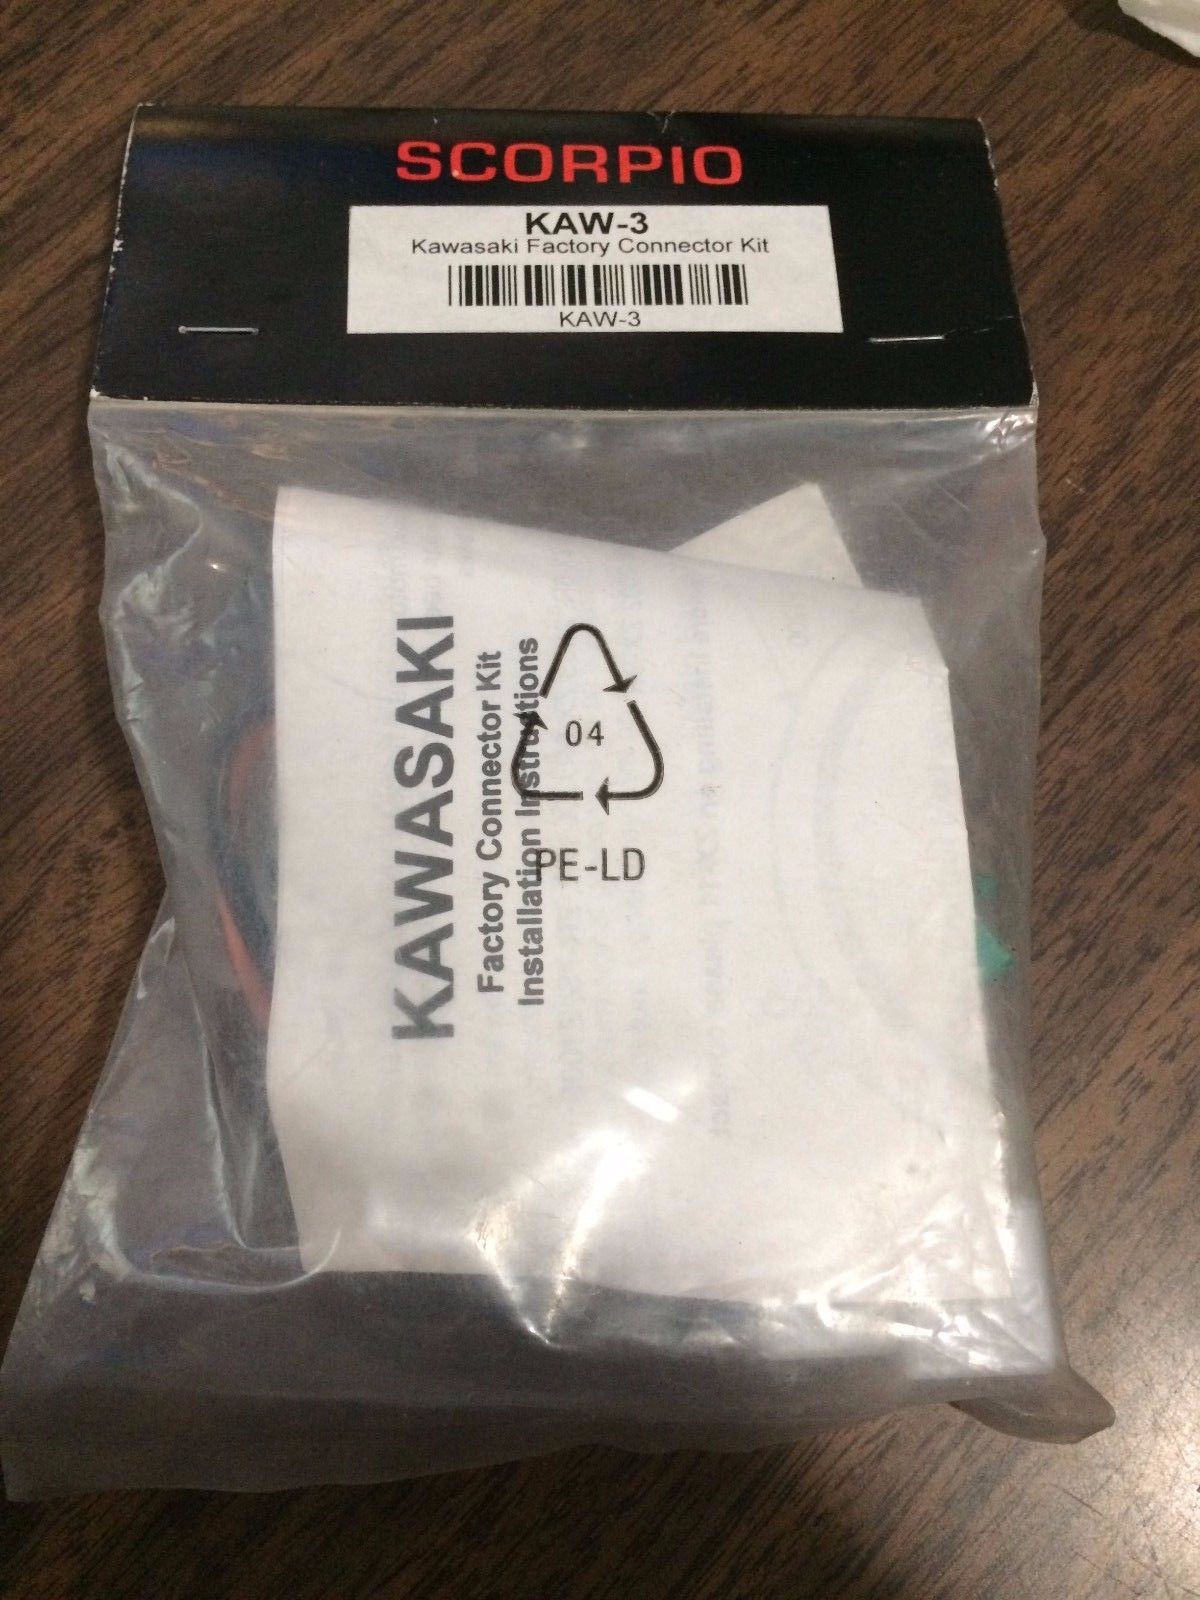 SCORPIO
KAW-3
Kawasaki Factory Connector Kit
KAW-3
KAWASAKI
Factory Connector Kit
Installation Instructions
04
PE-LD